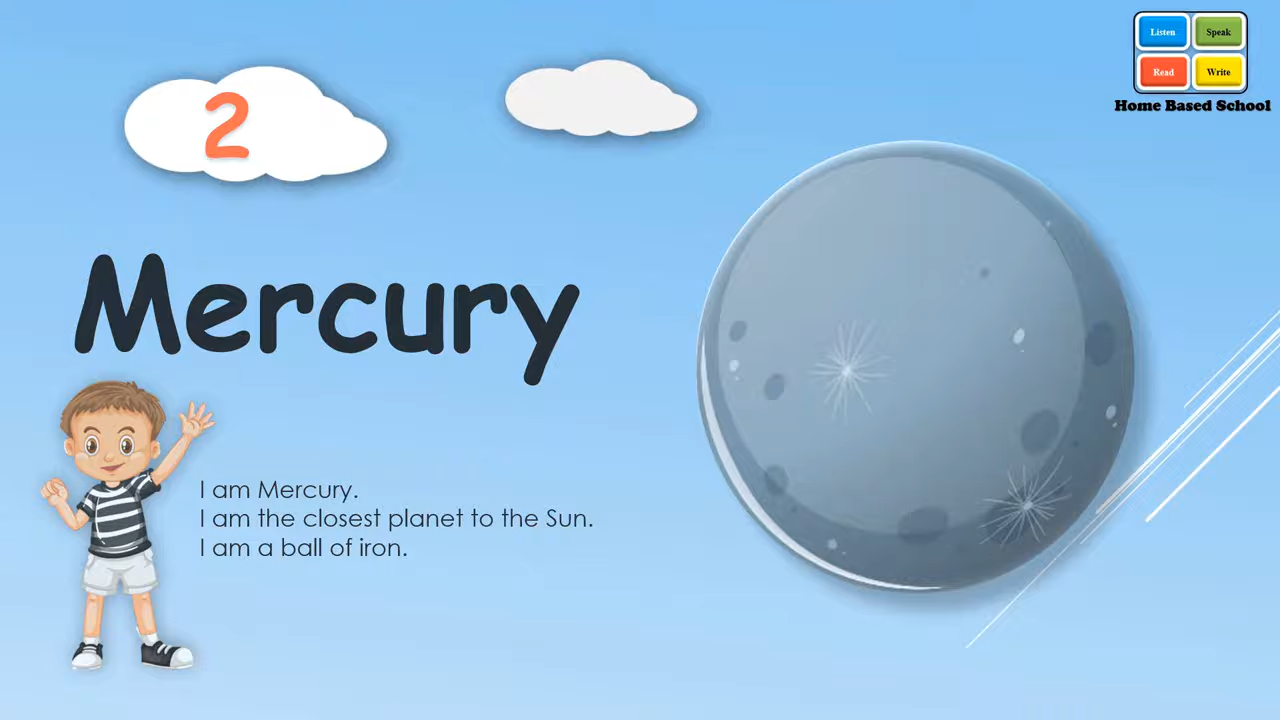 Listen Speak
Read Write
Home Based School
2
Mercury
I am Mercury.
I am the closest planet to the Sun.
I am a ball of iron.